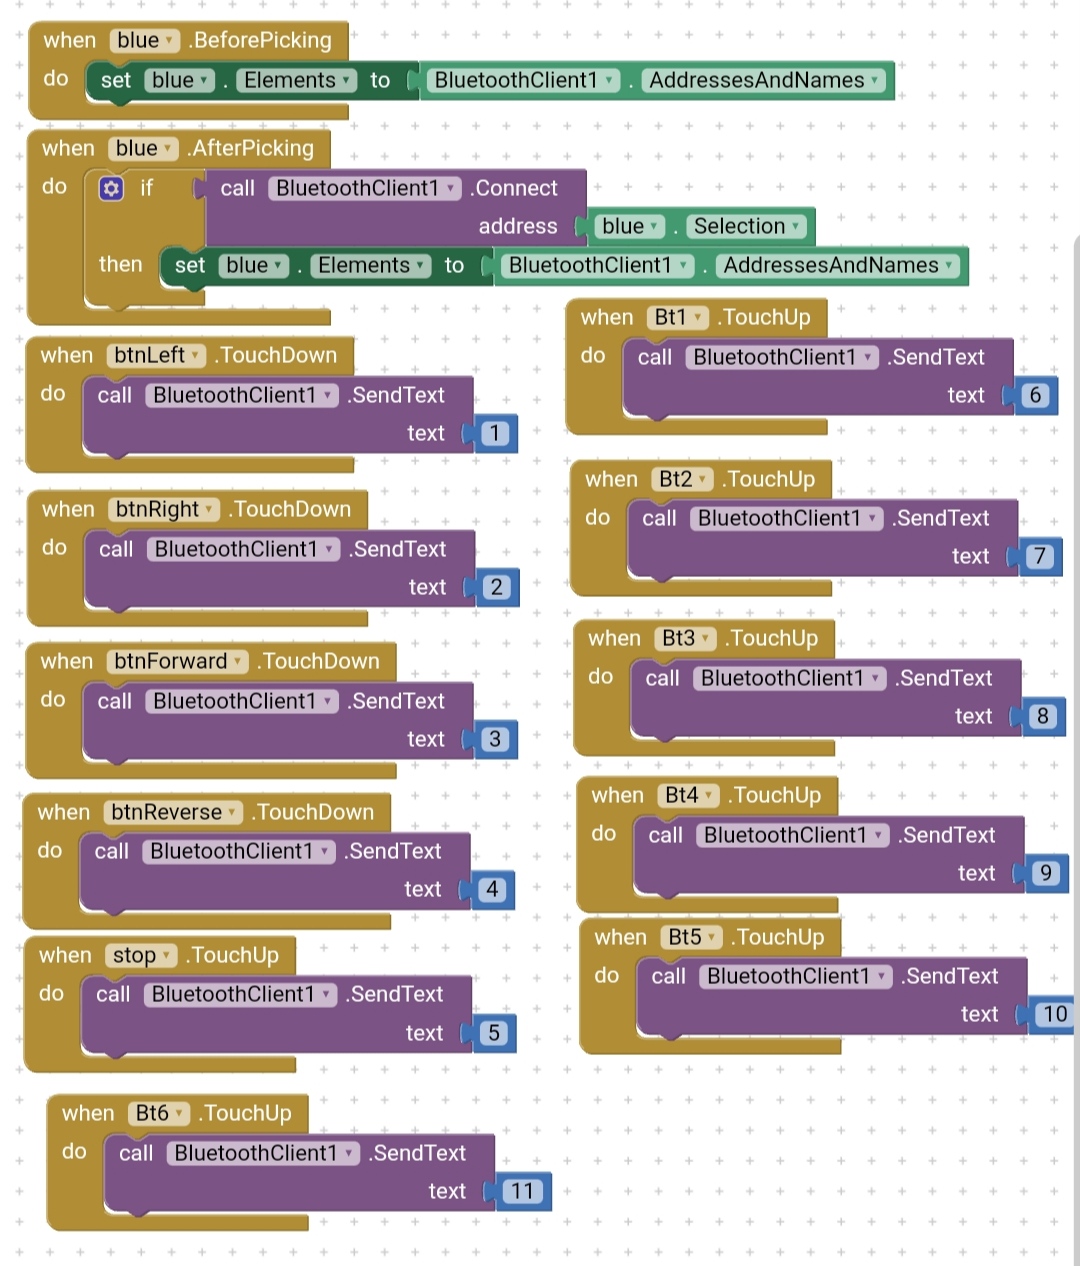 when blue .BeforePicking
do set blue . Elements to BluetoothClient1 . AddressesAndNames
when blue .AfterPicking
do if call BluetoothClient1 .Connect
address blue . Selection
then set blue . Elements to BluetoothClient1 . AddressesAndNames
when btnLeft .TouchDown
do call BluetoothClient1 .SendText
text 1
when btnRight .TouchDown
do call BluetoothClient1 .SendText
text 2
when btnForward .TouchDown
do call BluetoothClient1 .SendText
text 3
when btnReverse .TouchDown
do call BluetoothClient1 .SendText
text 4
when stop .TouchUp
do call BluetoothClient1 .SendText
text 5
when Bt6 .TouchUp
do call BluetoothClient1 .SendText
text 11
when Bt1 .TouchUp
do call BluetoothClient1 .SendText
text 6
when Bt2 .TouchUp
do call BluetoothClient1 .SendText
text 7
when Bt3 .TouchUp
do call BluetoothClient1 .SendText
text 8
when Bt4 .TouchUp
do call BluetoothClient1 .SendText
text 9
when Bt5 .TouchUp
do call BluetoothClient1 .SendText
text 10